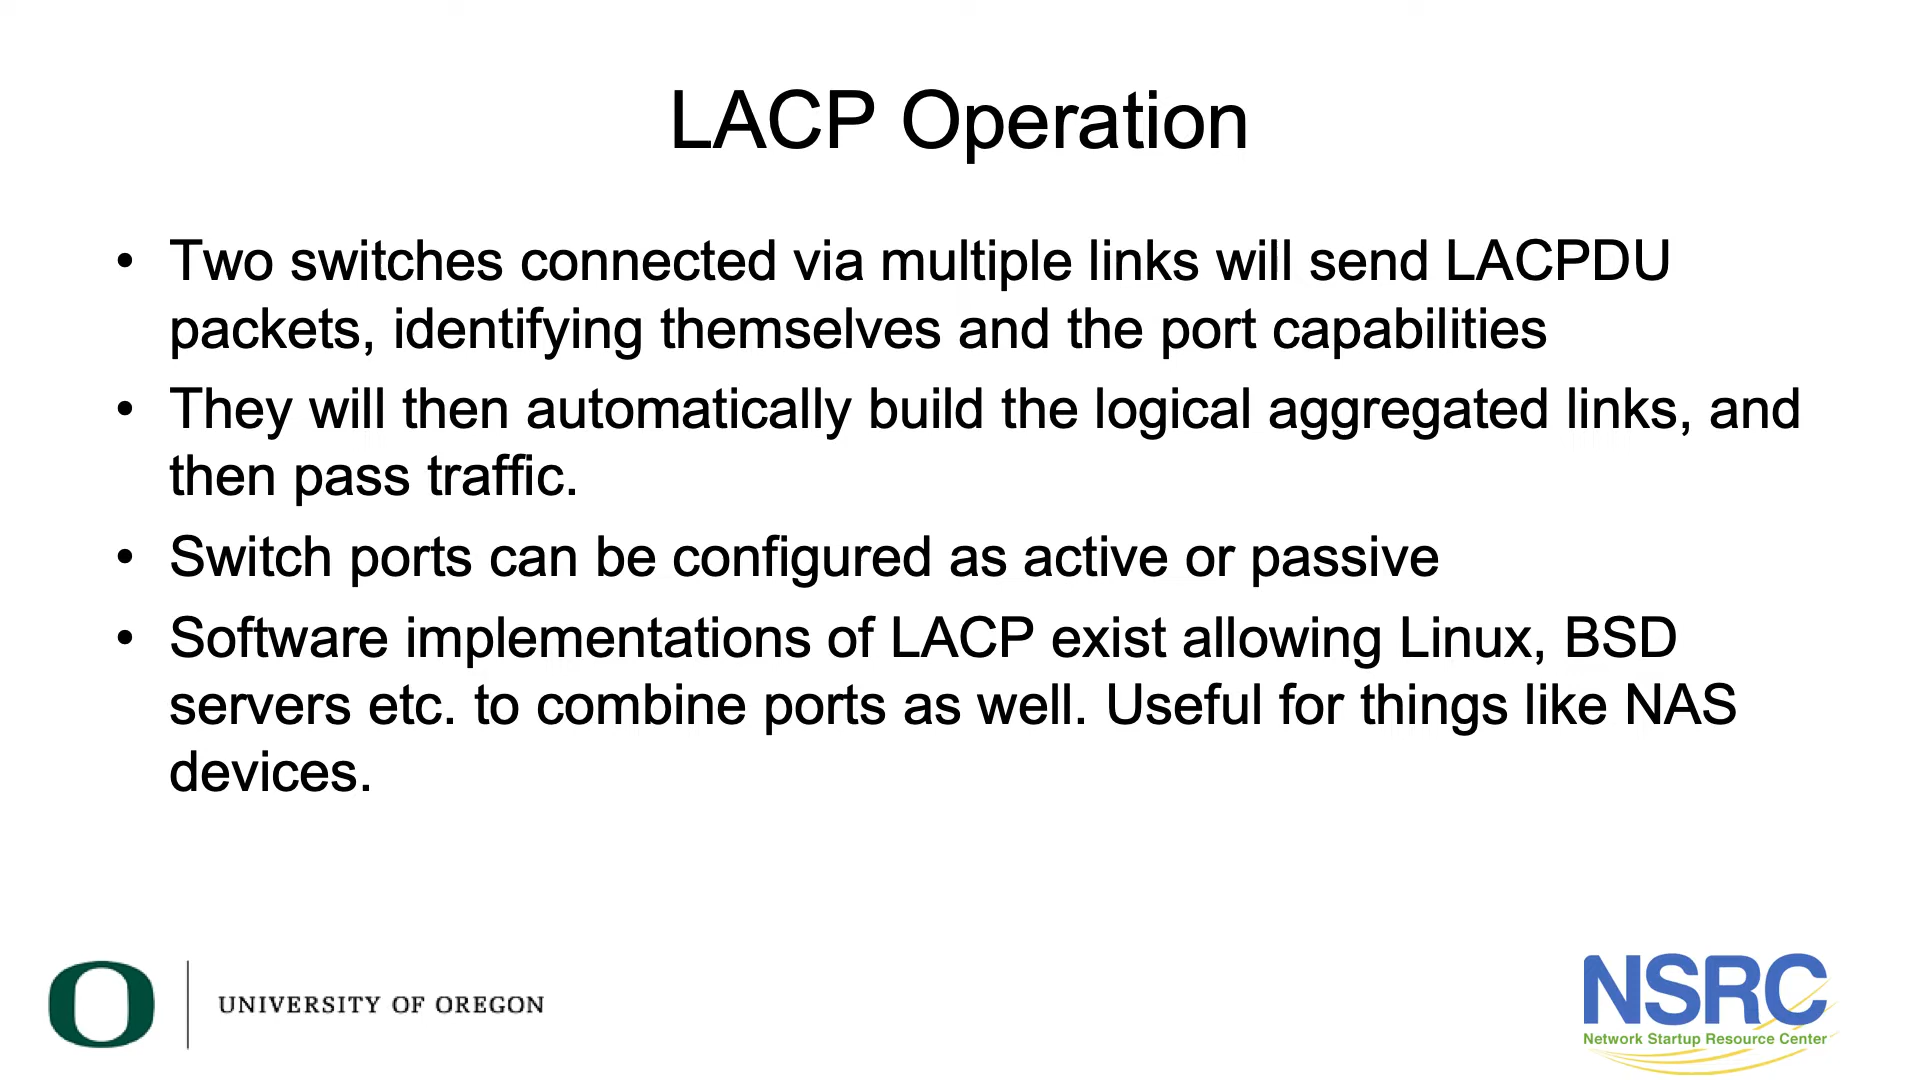 LACP Operation
• Two switches connected via multiple links will send LACPDU
packets, identifying themselves and the port capabilities
• They will then automatically build the logical aggregated links, and
then pass traffic.
• Switch ports can be configured as active or passive
• Software implementations of LACP exist allowing Linux, BSD
servers etc. to combine ports as well. Useful for things like NAS
devices.
O
UNIVERSITY OF OREGON
NSRC
Network Startup Resource Center